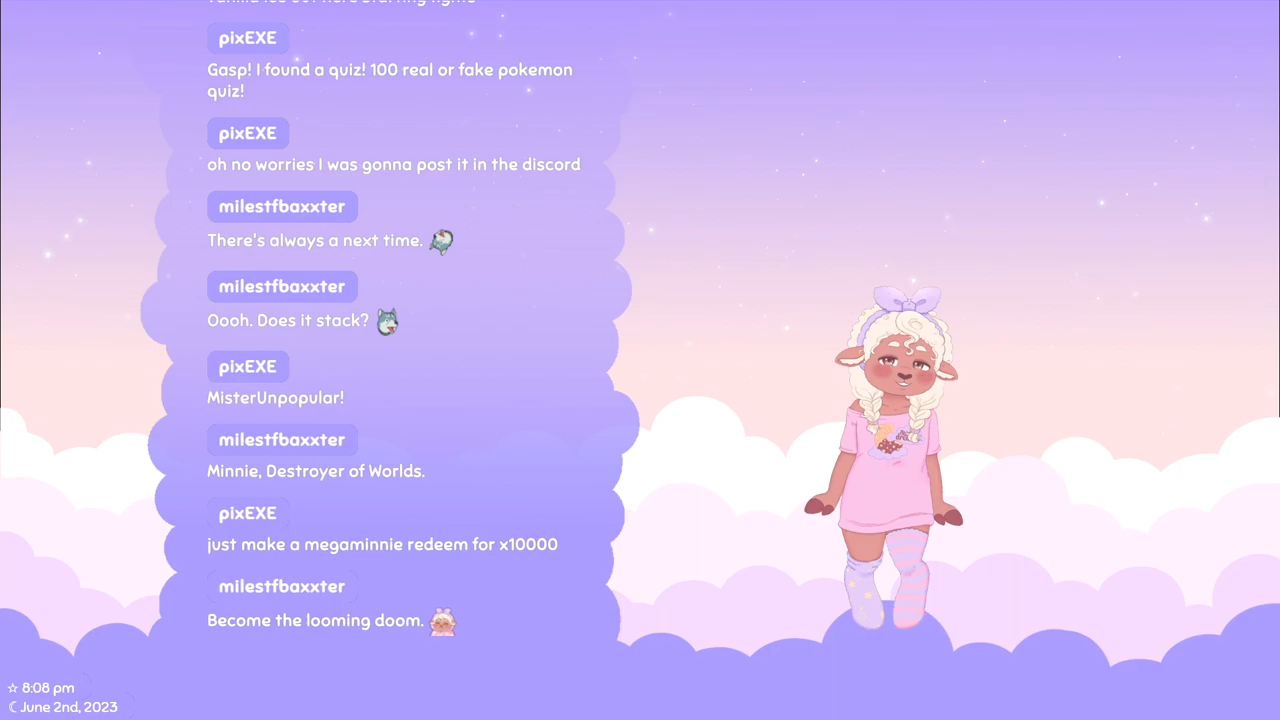 pixEXE
Gasp! I found a quiz! 100 real or fake pokemon
quiz!
pixEXE
oh no worries I was gonna post it in the discord
milestfbaxxter
There's always a next time.
milestfbaxxter
Oooh. Does it stack?
pixEXE
MisterUnpopular!
milestfbaxxter
Minnie, Destroyer of Worlds.
pixEXE
just make a megaminnie redeem for x10000
milestfbaxxter
Become the looming doom.
☆ 8:08 pm
☾ June 2nd, 2023